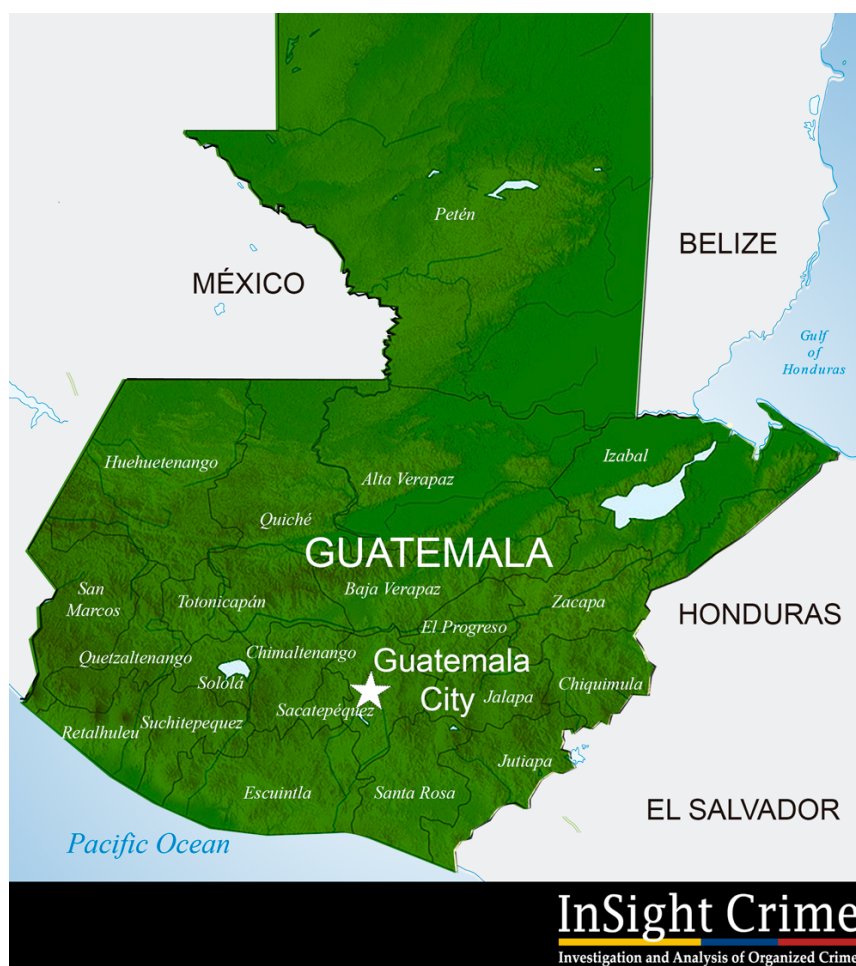 Petén
BELIZE
MÉXICO
Gulf
of
Honduras
Huehuetenango
Alta Verapaz
Izabal
Quiché
GUATEMALA
San
Marcos
Totonicapán
Baja Verapaz
Zacapa
HONDURAS
El Progreso
Quetzaltenango
Chimaltenango
Guatemala
City
Sololá
Chiquimula
Jalapa
Sacatepéquez
Suchitepequez
Retalhuleu
Jutiapa
Escuintla
Santa Rosa
EL SALVADOR
Pacific Ocean
InSight Crime
Investigation and Analysis of Organized Crime